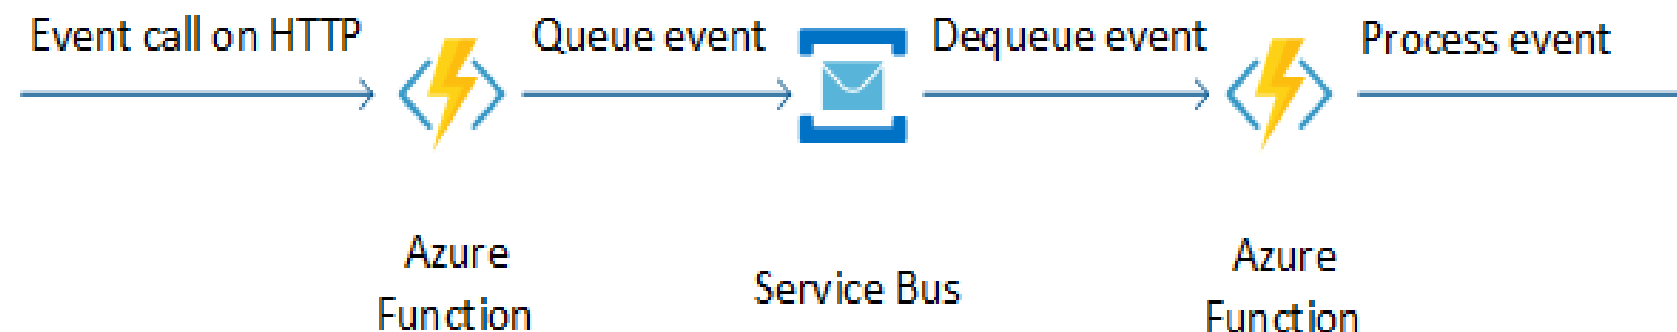 Event call on HTTP
Queue event
Dequeue event
Process event
Azure
Function
Service Bus
Azure
Function